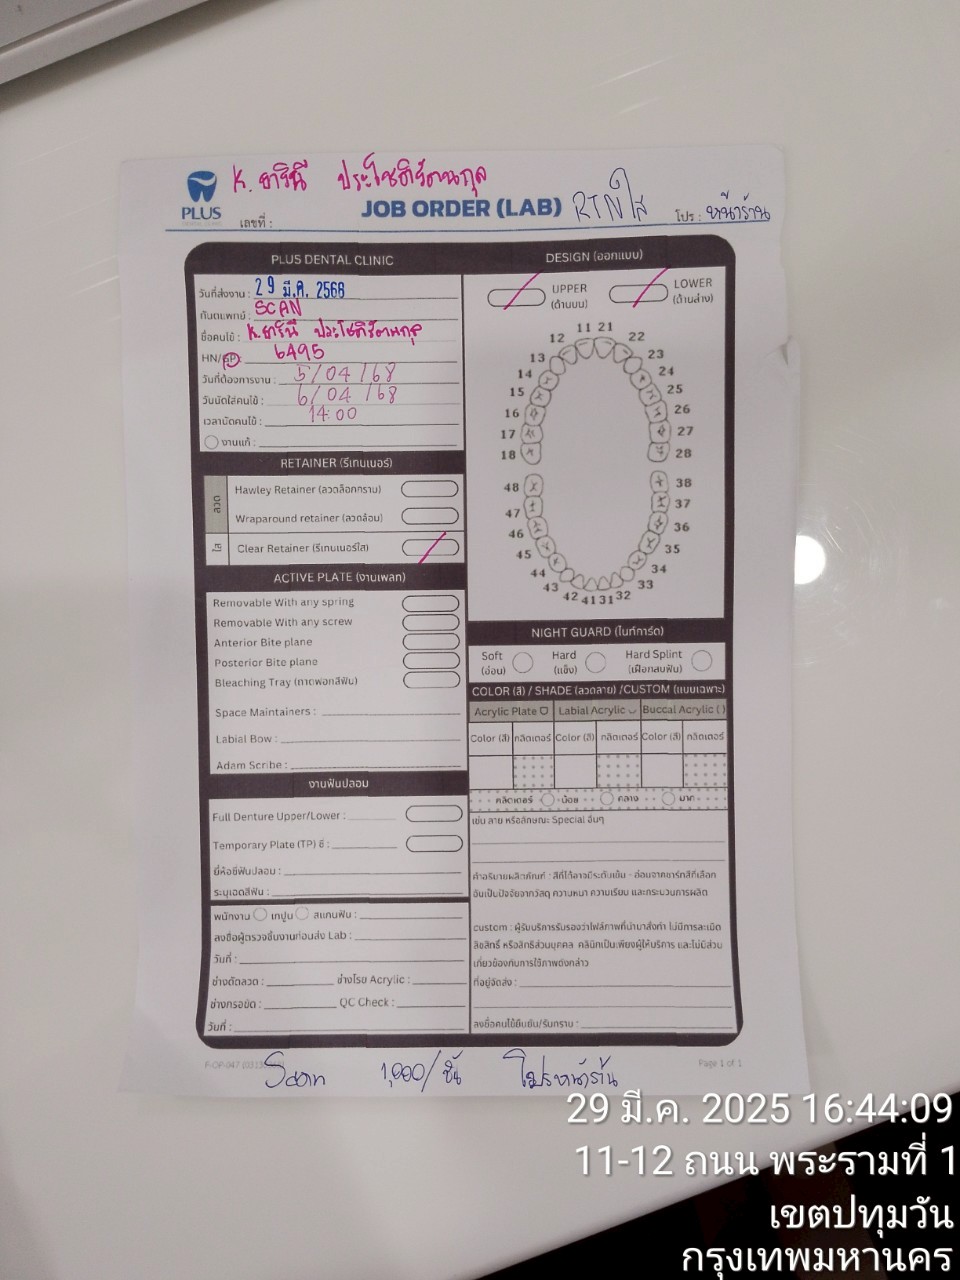 K. ธารินี ประโชติรัตนกุล
PLUS
DENTAL CLINIC
เลขที่ :
JOB ORDER (LAB) RTNใส
โปร : หน้าร้าน
PLUS DENTAL CLINIC
วันที่ส่งงาน : 29 มี.ค. 2568
ทันตแพทย์ : SCAN
ชื่อคนไข้ : K.ธารินี ประโชติรัตนกุล
HN/SP : 6495
วันที่ต้องการงาน : 5/04/68
วันนัดใส่คนไข้ : 6/04/68
เวลานัดคนไข้ : 14:00
งานแก้ :
RETAINER (รีเทนเนอร์)
ลวด
Hawley Retainer (ลวดล็อกกราม)
Wraparound retainer (ลวดล้อม)
ใส
Clear Retainer (รีเทนเนอร์ใส)
ACTIVE PLATE (งานเพลท)
Removable With any spring
Removable With any screw
Anterior Bite plane
Posterior Bite plane
Bleaching Tray (ถาดฟอกสีฟัน)
Space Maintainers :
Labial Bow :
Adam Scribe :
งานฟันปลอม
Full Denture Upper/Lower :
Temporary Plate (TP) ซี่ :
ยี่ห้อซี่ฟันปลอม :
ระบุเฉดสีฟัน :
พนักงาน เทปูน สแกนฟัน :
ลงชื่อผู้ตรวจชิ้นงานก่อนส่ง Lab :
วันที่ :
ช่างดัดลวด : ช่างโรย Acrylic :
ช่างกรอขัด : QC Check :
วันที่ :
DESIGN (ออกแบบ)
UPPER
(ด้านบน)
LOWER
(ด้านล่าง)
11 21
12 22
13 23
14 24
15 25
16 26
17 27
18 28
48 38
47 37
46 36
45 35
44 34
43 33
42 41 31 32
NIGHT GUARD (ไนท์การ์ด)
Soft
(อ่อน)
Hard
(แข็ง)
Hard Splint
(เฝือกสบฟัน)
COLOR (สี) / SHADE (ลวดลาย) /CUSTOM (แบบเฉพาะ)
Acrylic Plate Labial Acrylic Buccal Acrylic ( )
Color (สี) กลิตเตอร์ Color (สี) กลิตเตอร์ Color (สี) กลิตเตอร์
กลิตเตอร์ น้อย กลาง มาก
เช่น ลาย หรือลักษณะ Special อื่นๆ
คำอธิบายผลิตภัณฑ์ : สีที่ได้อาจมีระดับเข้ม - อ่อนจากชาร์ทสีที่เลือก
อันเป็นปัจจัยจากวัสดุ ความหนา ความเรียบ และกระบวนการผลิต
custom : ผู้รับบริการรับรองว่าไฟล์ภาพที่นำมาสั่งทำ ไม่มีการละเมิด
ลิขสิทธิ์ หรือสิทธิส่วนบุคคล คลินิกเป็นเพียงผู้ให้บริการ และไม่มีส่วน
เกี่ยวข้องกับการใช้ภาพดังกล่าว
ที่อยู่จัดส่ง :
ลงชื่อคนไข้ยืนยัน/รับทราบ :
Page 1 of 1
Scan 1,000/ชิ้น โปรหน้าร้าน
29 มี.ค. 2025 16:44:09
11-12 ถนน พระรามที่ 1
เขตปทุมวัน
กรุงเทพมหานคร